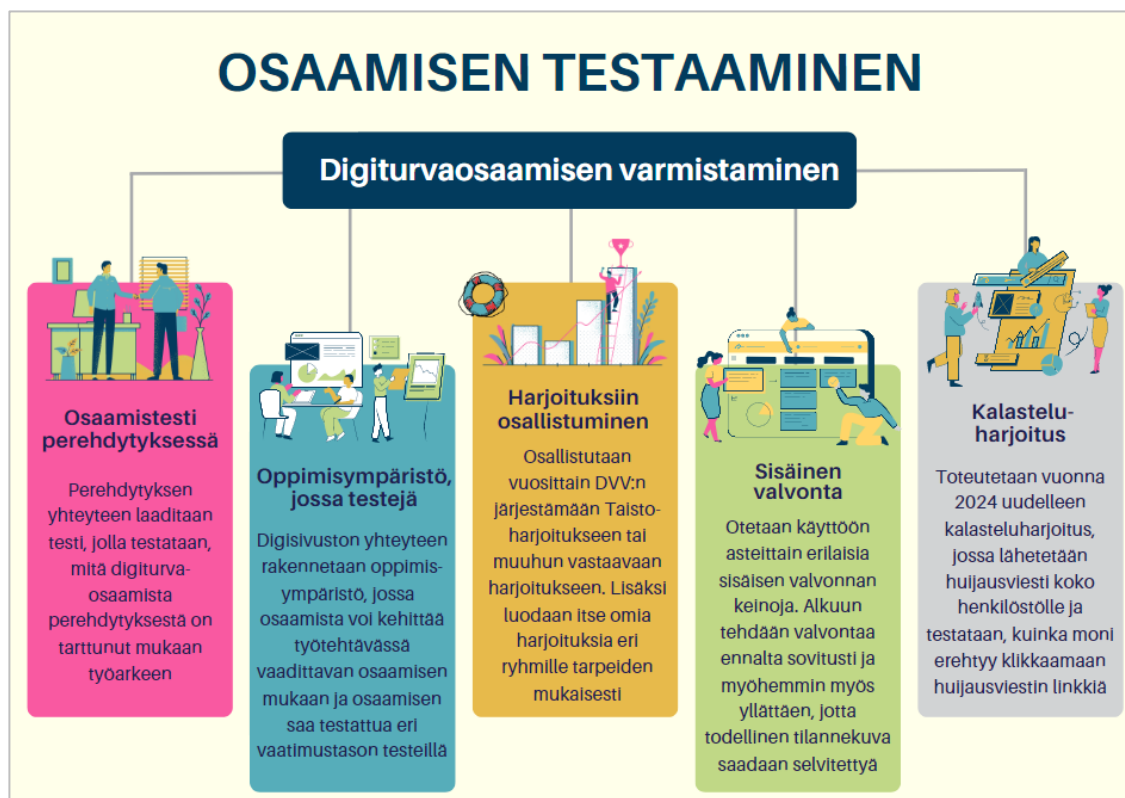 OSAAMISEN TESTAAMINEN
Digiturvaosaamisen varmistaminen
Osaamistesti
perehdytyksessä
Perehdytyksen
yhteyteen laaditaan
testi, jolla testataan,
mitä digiturva-
osaamista
perehdytyksestä on
tarttunut mukaan
työarkeen
Oppimisympäristö,
jossa testejä
Digisivuston yhteyteen
rakennetaan oppimis-
ympäristö, jossa
osaamista voi kehittää
työtehtävässä
vaadittavan osaamisen
mukaan ja osaamisen
saa testattua eri
vaatimustason testeillä
Harjoituksiin
osallistuminen
Osallistutaan
vuosittain DVV:n
järjestämään Taisto-
harjoitukseen tai
muuhun vastaavaan
harjoitukseen. Lisäksi
luodaan itse omia
harjoituksia eri
ryhmille tarpeiden
mukaisesti
Sisäinen
valvonta
Otetaan käyttöön
asteittain erilaisia
sisäisen valvonnan
keinoja. Alkuun
tehdään valvontaa
ennalta sovitusti ja
myöhemmin myös
yllättäen, jotta
todellinen tilannekuva
saadaan selvitettyä
Kalastelu-
harjoitus
Toteutetaan vuonna
2024 uudelleen
kalasteluharjoitus,
jossa lähetetään
huijausviesti koko
henkilöstölle ja
testataan, kuinka moni
erehtyy klikkaamaan
huijausviestin linkkiä